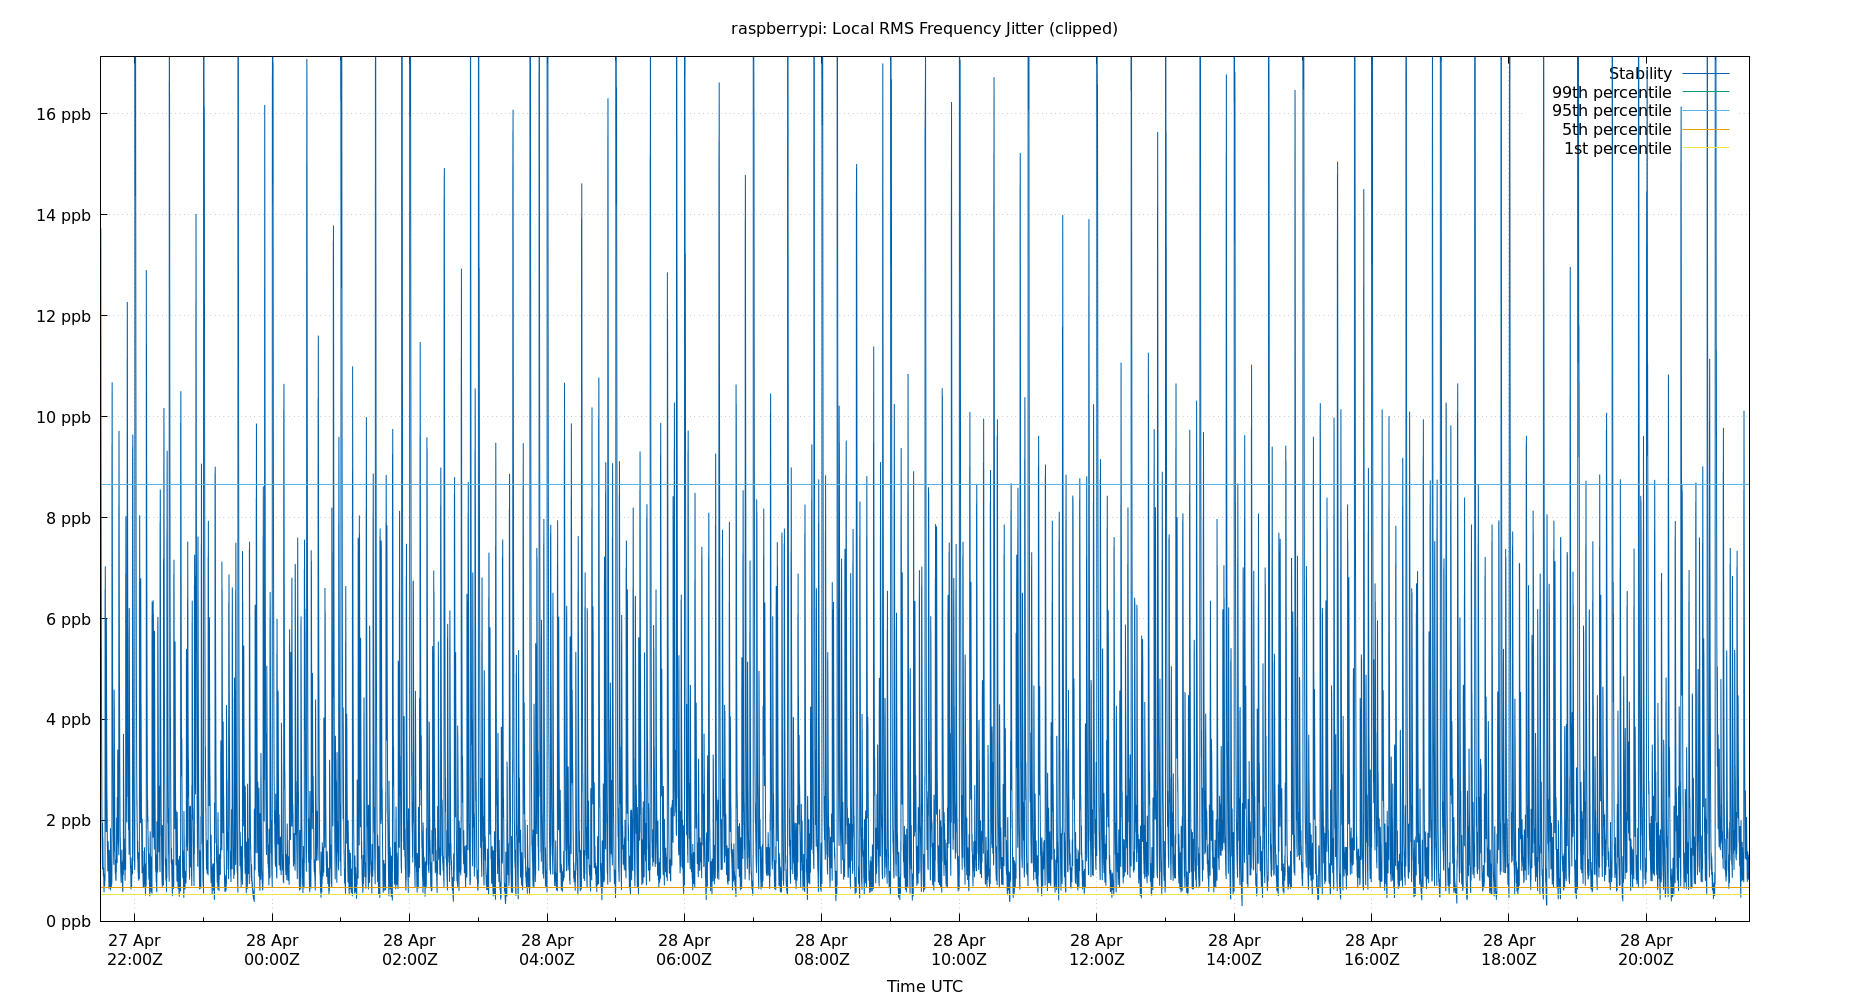 raspberrypi: Local RMS Frequency Jitter (clipped)
Stability
99th percentile
95th percentile
5th percentile
1st percentile
16 ppb
14 ppb
12 ppb
10 ppb
8 ppb
6 ppb
4 ppb
2 ppb
0 ppb
27 Apr 28 Apr 28 Apr 28 Apr 28 Apr 28 Apr 28 Apr 28 Apr 28 Apr 28 Apr 28 Apr 28 Apr
22:00Z 00:00Z 02:00Z 04:00Z 06:00Z 08:00Z 10:00Z 12:00Z 14:00Z 16:00Z 18:00Z 20:00Z
Time UTC